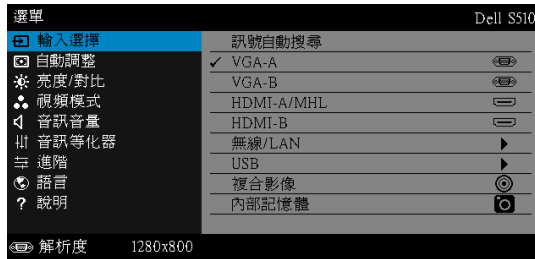 選單
Dell S510
輸入選擇
自動調整
亮度/對比
視頻模式
音訊音量
音訊等化器
進階
語言
? 說明
訊號自動搜尋
✓ VGA-A
VGA-B
HDMI-A/MHL
HDMI-B
無線/LAN
USB
複合影像
內部記憶體
解析度 1280x800